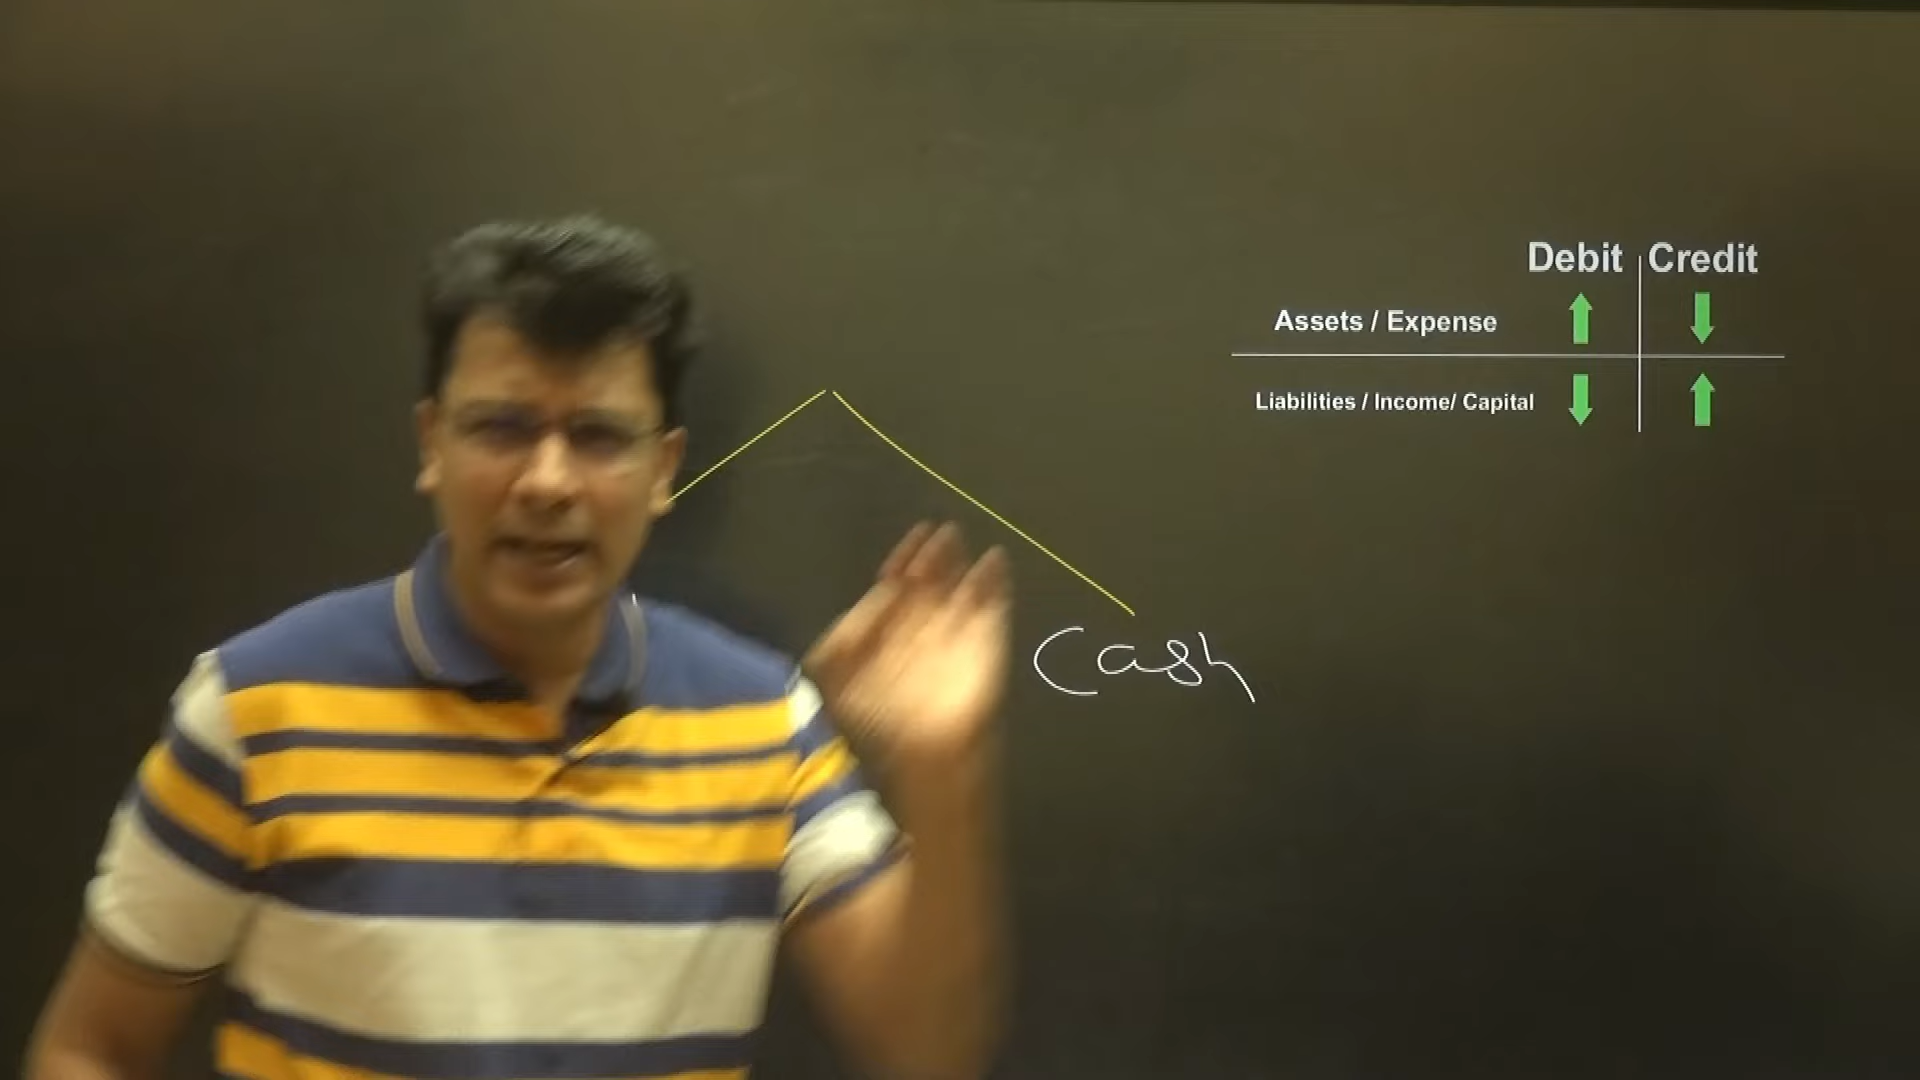 Debit Credit
Assets / Expense
Liabilities / Income/ Capital
Cash